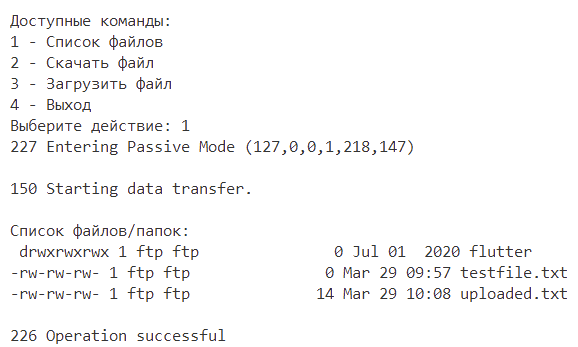 Доступные команды:
1 - Список файлов
2 - Скачать файл
3 - Загрузить файл
4 - Выход
Выберите действие: 1
227 Entering Passive Mode (127,0,0,1,218,147)
150 Starting data transfer.
Список файлов/папок:
drwxrwxrwx 1 ftp ftp 0 Jul 01 2020 flutter
-rw-rw-rw- 1 ftp ftp 0 Mar 29 09:57 testfile.txt
-rw-rw-rw- 1 ftp ftp 14 Mar 29 10:08 uploaded.txt
226 Operation successful